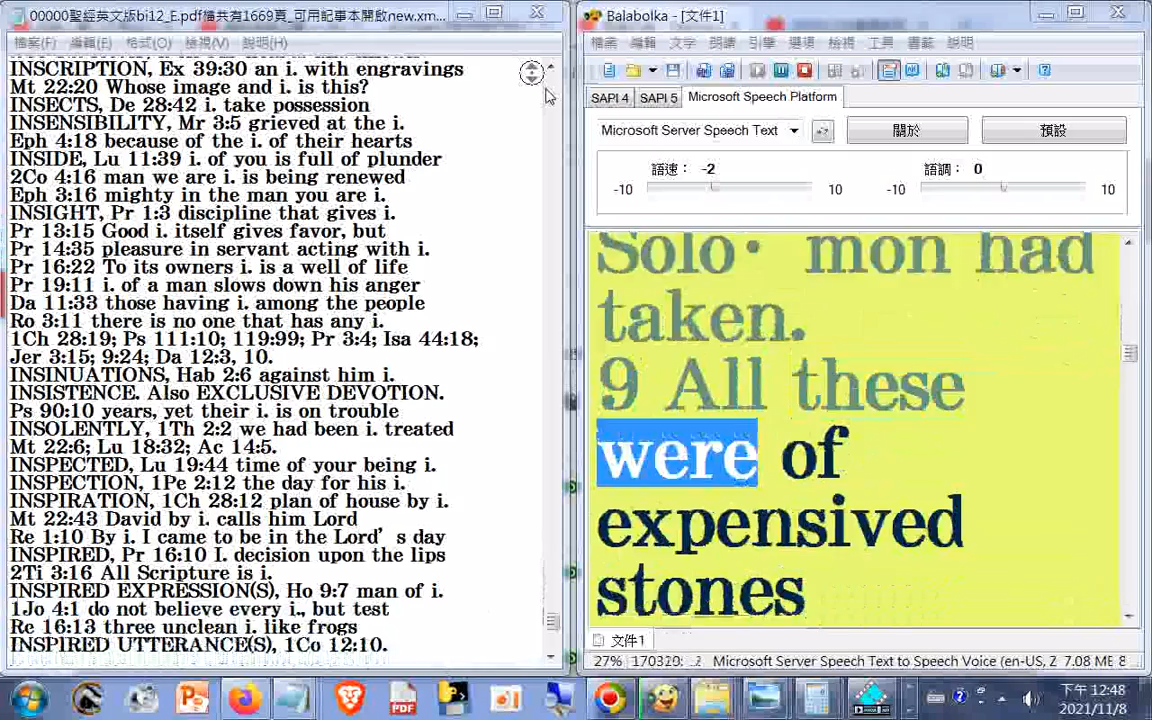 00000聖經英文版bi12_E.pdf檔共有1669頁_可用記事本開啟new.xm...
檔案(F) 編輯(E) 格式(O) 檢視(V) 說明(H)
INSCRIPTION, Ex 39:30 an i. with engravings
Mt 22:20 Whose image and i. is this?
INSECTS, De 28:42 i. take possession
INSENSIBILITY, Mr 3:5 grieved at the i.
Eph 4:18 because of the i. of their hearts
INSIDE, Lu 11:39 i. of you is full of plunder
2Co 4:16 man we are i. is being renewed
Eph 3:16 mighty in the man you are i.
INSIGHT, Pr 1:3 discipline that gives i.
Pr 13:15 Good i. itself gives favor, but
Pr 14:35 pleasure in servant acting with i.
Pr 16:22 To its owners i. is a well of life
Pr 19:11 i. of a man slows down his anger
Da 11:33 those having i. among the people
Ro 3:11 there is no one that has any i.
1Ch 28:19; Ps 111:10; 119:99; Pr 3:4; Isa 44:18;
Jer 3:15; 9:24; Da 12:3, 10.
INSINUATIONS, Hab 2:6 against him i.
INSISTENCE. Also EXCLUSIVE DEVOTION.
Ps 90:10 years, yet their i. is on trouble
INSOLENTLY, 1Th 2:2 we had been i. treated
Mt 22:6; Lu 18:32; Ac 14:5.
INSPECTED, Lu 19:44 time of your being i.
INSPECTION, 1Pe 2:12 the day for his i.
INSPIRATION, 1Ch 28:12 plan of house by i.
Mt 22:43 David by i. calls him Lord
Re 1:10 By i. I came to be in the Lord's day
INSPIRED, Pr 16:10 I. decision upon the lips
2Ti 3:16 All Scripture is i.
INSPIRED EXPRESSION(S), Ho 9:7 man of i.
1Jo 4:1 do not believe every i., but test
Re 16:13 three unclean i. like frogs
INSPIRED UTTERANCE(S), 1Co 12:10.
Balabolka - [文件1]
檔案 編輯 文字 朗讀 引擎 選項 檢視 工具 書籤 說明
SAPI 4 SAPI 5 Microsoft Speech Platform
Microsoft Server Speech Text 關於 預設
語速： -2 語調： 0
-10 10 -10 10
Solo· mon had
taken.
9 All these
were of
expensived
stones
文件1
27% Microsoft Server Speech Text to Speech Voice (en-US, Z 7.08 MB 8
PDF
下午 12:48
2021/11/8